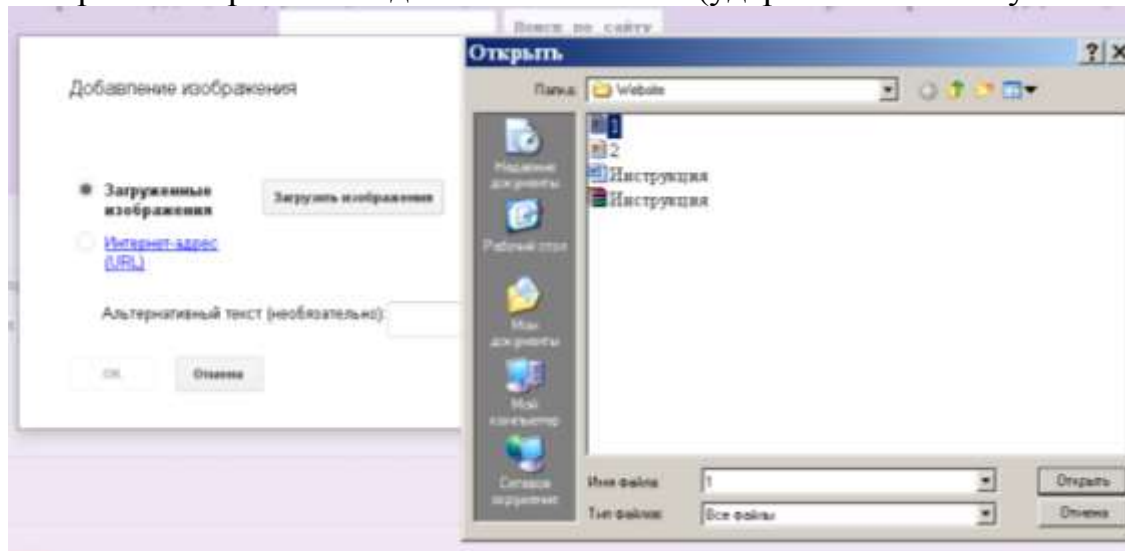 Поиск по сайту
Добавление изображения
Загруженные
изображения
Загрузить изображения
Интернет-адрес
(URL)
Альтернативный текст (необязательно):
OK
Отмена
Открыть
Папка:
Website
Недавние
документы
Рабочий стол
Мои
документы
Мой
компьютер
Сетевое
окружение
1
2
Инструкция
Инструкция
Имя файла:
1
Открыть
Тип файлов:
Все файлы
Отмена